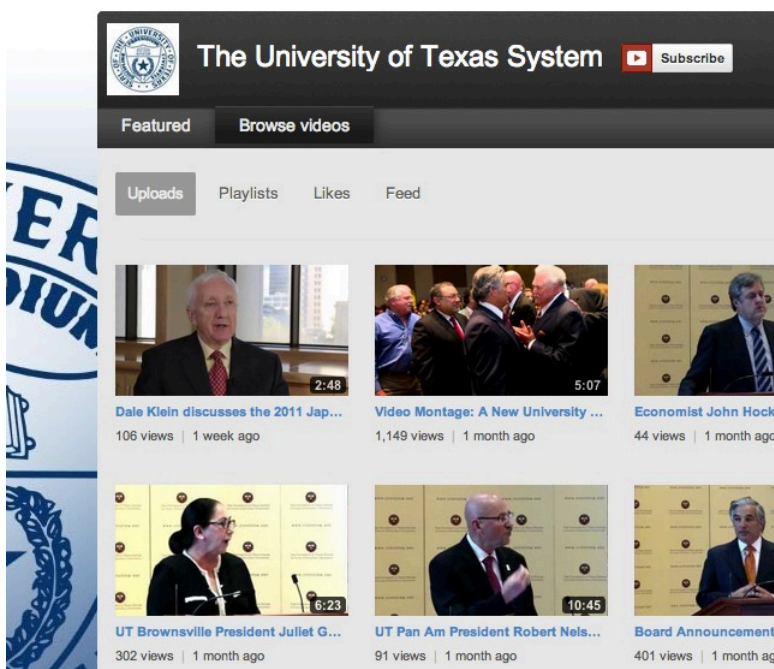 The University of Texas System
Subscribe
Featured
Browse videos
Uploads
Playlists
Likes
Feed
2:48
5:07
Dale Klein discusses the 2011 Jap...
Video Montage: A New University ...
Economist John Hock
106 views | 1 week ago
1,149 views | 1 month ago
44 views | 1 month ago
6:23
10:45
UT Brownsville President Juliet G...
UT Pan Am President Robert Nels...
Board Announcement
302 views | 1 month ago
91 views | 1 month ago
401 views | 1 month ag